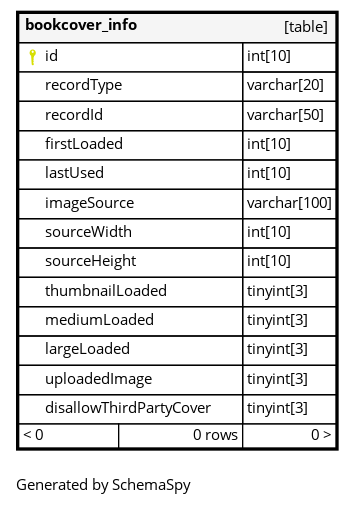 bookcover_info [table]
id int[10]
recordType varchar[20]
recordId varchar[50]
firstLoaded int[10]
lastUsed int[10]
imageSource varchar[100]
sourceWidth int[10]
sourceHeight int[10]
thumbnailLoaded tinyint[3]
mediumLoaded tinyint[3]
largeLoaded tinyint[3]
uploadedImage tinyint[3]
disallowThirdPartyCover tinyint[3]
< 0 0 rows 0 >
Generated by SchemaSpy